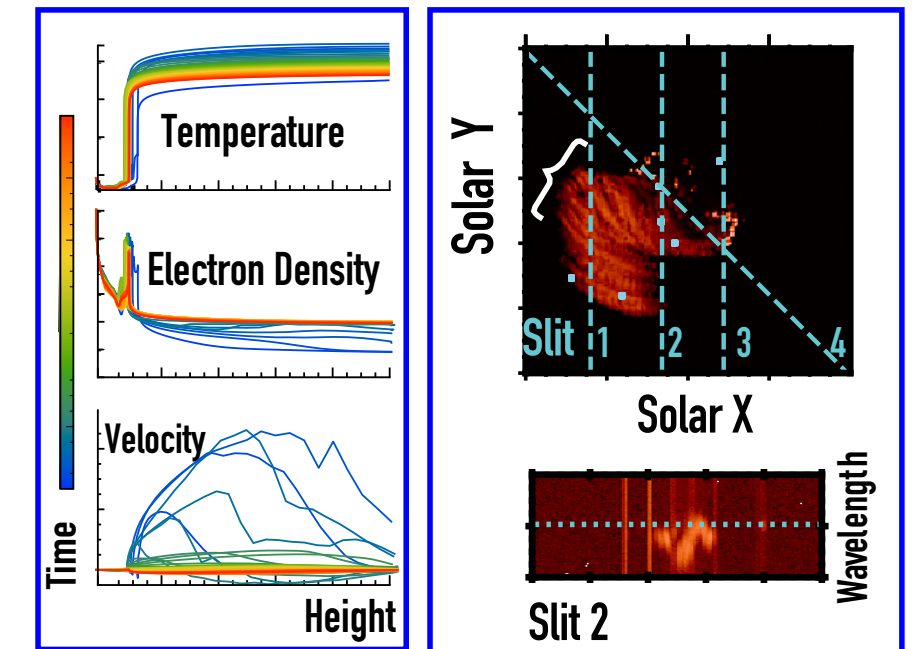 Temperature
Electron Density
Velocity
Time
Height
Solar Y
Slit 1 2 3 4
Solar X
Wavelength
Slit 2